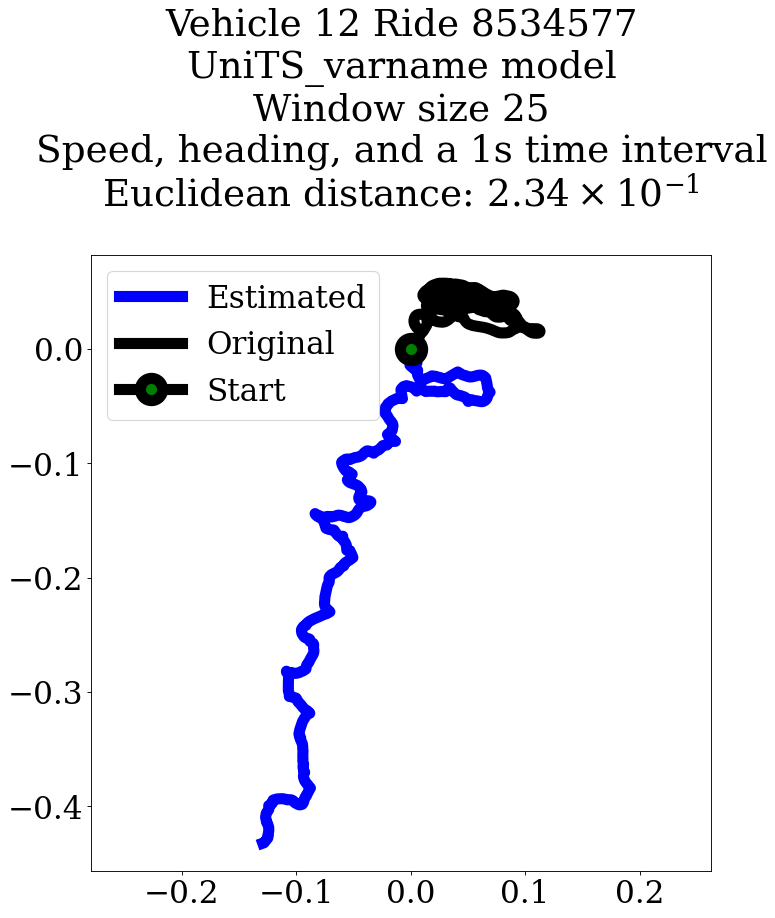 Vehicle 12 Ride 8534577
UniTS_varname model
Window size 25
Speed, heading, and a 1s time interval
Euclidean distance: 2.34 × 10⁻¹
Estimated
Original
Start
0.0
−0.1
−0.2
−0.3
−0.4
−0.2 −0.1 0.0 0.1 0.2